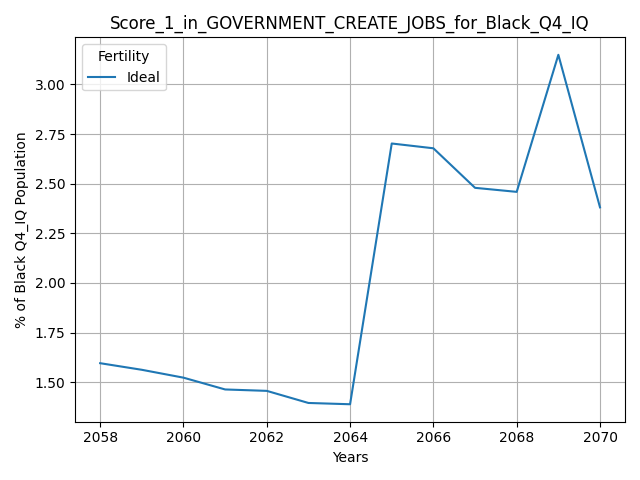 Score_1_in_GOVERNMENT_CREATE_JOBS_for_Black_Q4_IQ
Fertility
Ideal
% of Black Q4_IQ Population
3.00
2.75
2.50
2.25
2.00
1.75
1.50
2058 2060 2062 2064 2066 2068 2070
Years